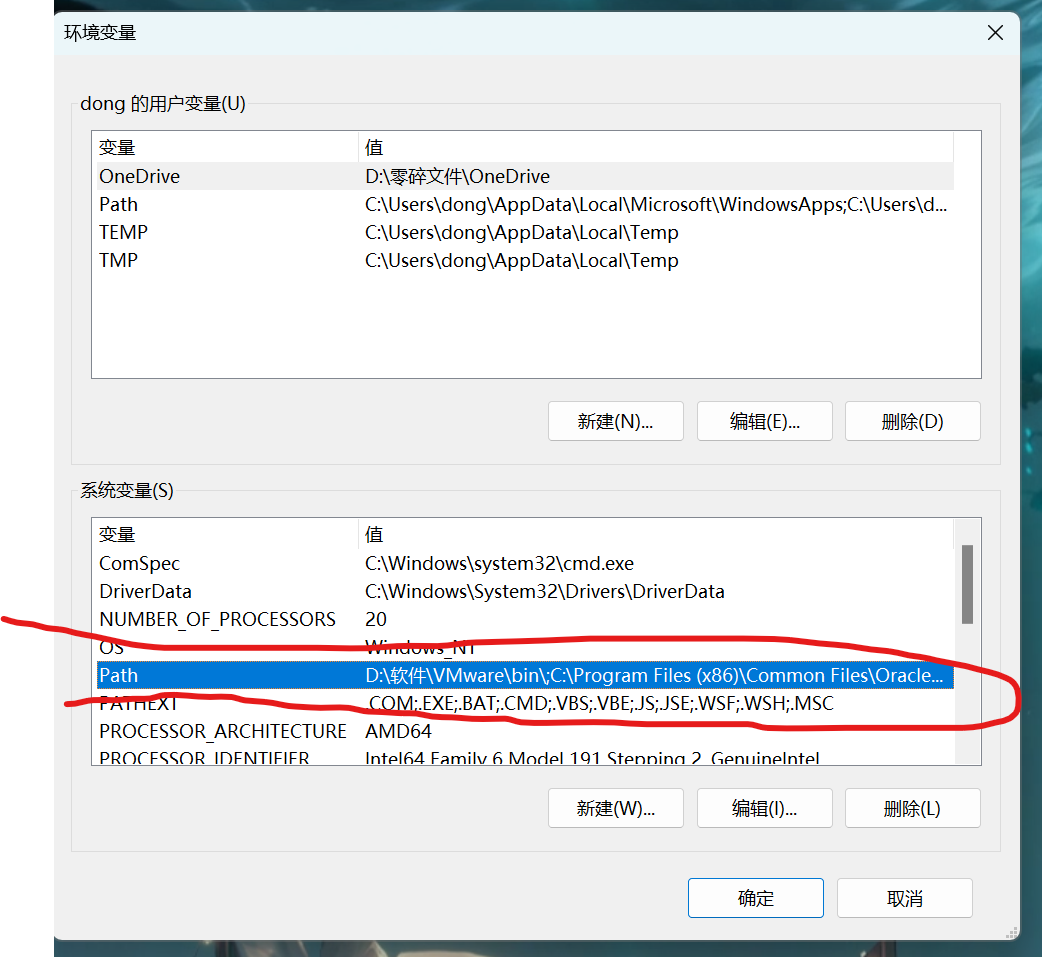 环境变量
dong 的用户变量(U)
变量 值
OneDrive D:\零碎文件\OneDrive
Path C:\Users\dong\AppData\Local\Microsoft\WindowsApps;C:\Users\d...
TEMP C:\Users\dong\AppData\Local\Temp
TMP C:\Users\dong\AppData\Local\Temp
新建(N)... 编辑(E)... 删除(D)
系统变量(S)
变量 值
ComSpec C:\Windows\system32\cmd.exe
DriverData C:\Windows\System32\Drivers\DriverData
NUMBER_OF_PROCESSORS 20
OS Windows_NT
Path D:\软件\VMware\bin\;C:\Program Files (x86)\Common Files\Oracle...
PATHEXT .COM;.EXE;.BAT;.CMD;.VBS;.VBE;.JS;.JSE;.WSF;.WSH;.MSC
PROCESSOR_ARCHITECTURE AMD64
PROCESSOR_IDENTIFIER Intel64 Family 6 Model 191 Stepping 2, GenuineIntel
新建(W)... 编辑(I)... 删除(L)
确定 取消